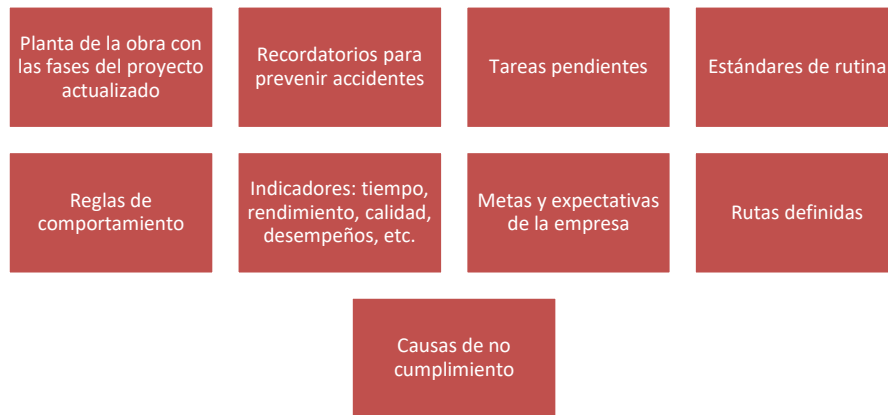 Planta de la obra con
las fases del proyecto
actualizado
Recordatorios para
prevenir accidentes
Tareas pendientes
Estándares de rutina
Reglas de
comportamiento
Indicadores: tiempo,
rendimiento, calidad,
desempeños, etc.
Metas y expectativas
de la empresa
Rutas definidas
Causas de no
cumplimiento